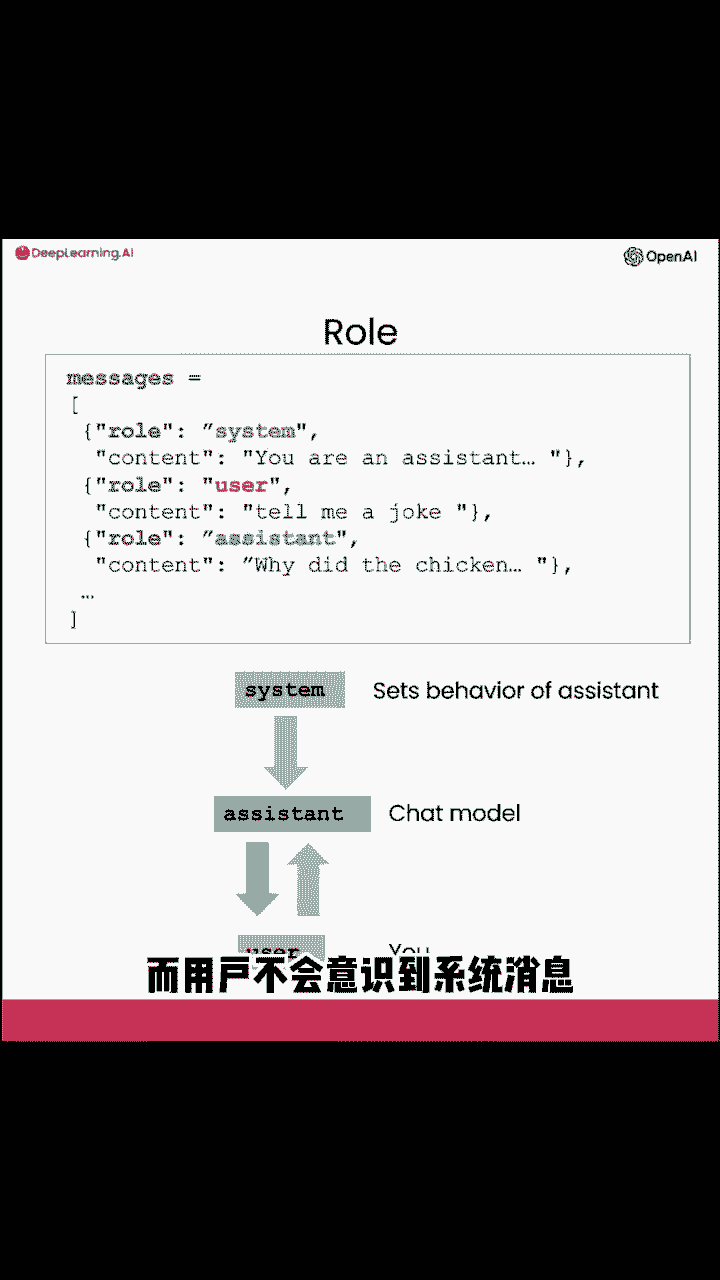 DeepLearning.AI
OpenAI
Role
messages =
[
{"role": ”system",
"content": "You are an assistant… "},
{"role": "user",
"content": "tell me a joke "},
{"role": ”assistant",
"content": ”Why did the chicken… "},
…
]
system Sets behavior of assistant
assistant Chat model
user You
而用户不会意识到系统消息